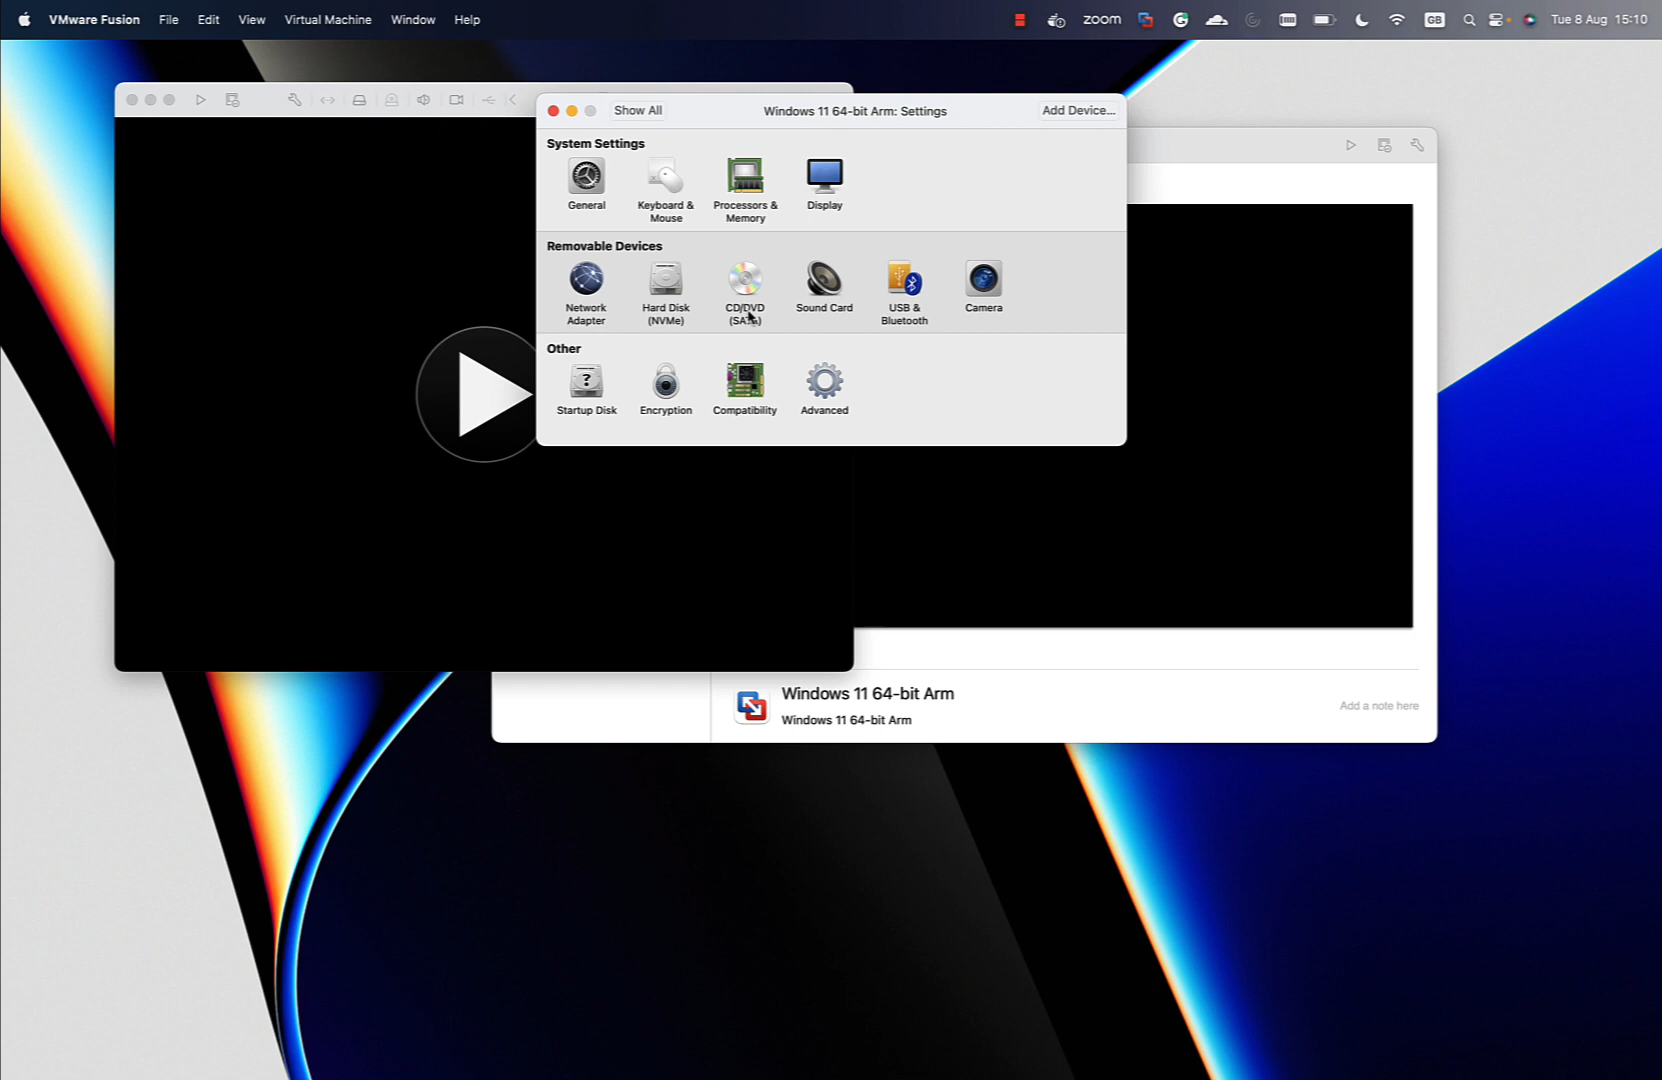 VMware Fusion File Edit View Virtual Machine Window Help zoom GB Tue 8 Aug 15:10
Show All Windows 11 64-bit Arm: Settings Add Device...
System Settings
General Keyboard & Mouse Processors & Memory Display
Removable Devices
Network Adapter Hard Disk (NVMe) CD/DVD (SATA) Sound Card USB & Bluetooth Camera
Other
? 
Startup Disk Encryption Compatibility Advanced
Windows 11 64-bit Arm
Windows 11 64-bit Arm
Add a note here